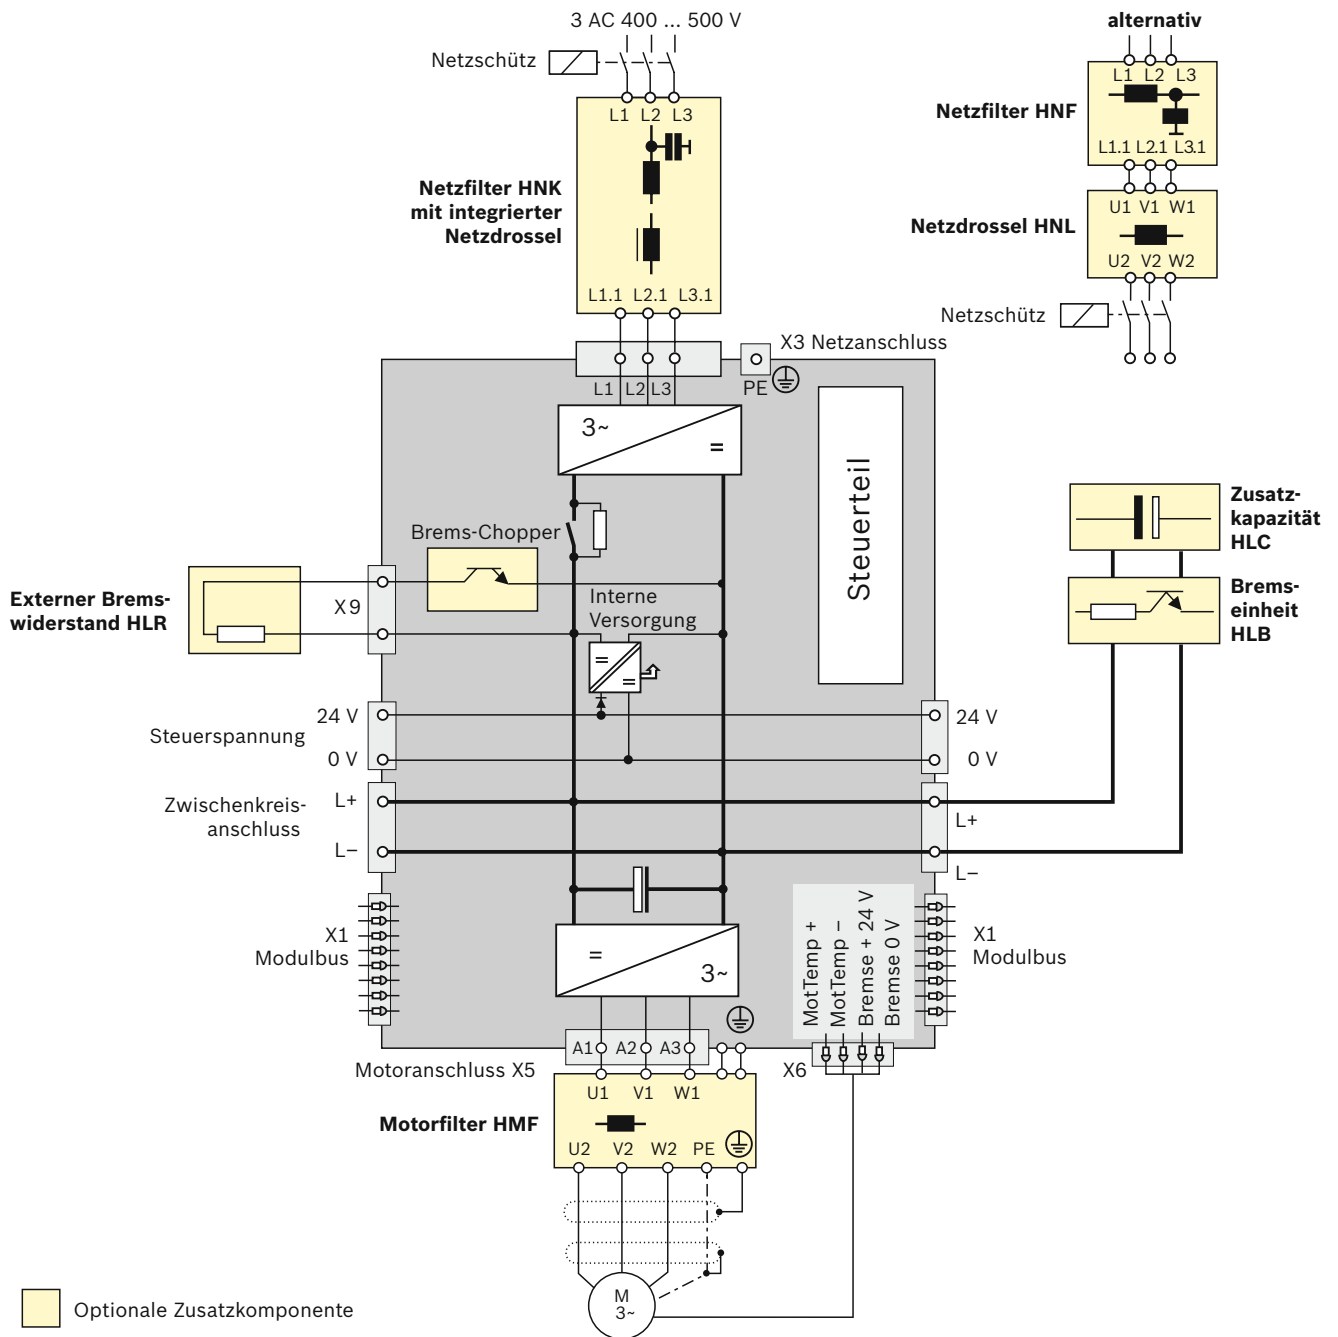 3 AC 400 ... 500 V
Netzschütz
L1 L2 L3
Netzfilter HNK
mit integrierter
Netzdrossel
L1.1 L2.1 L3.1
alternativ
L1 L2 L3
Netzfilter HNF
L1.1 L2.1 L3.1
U1 V1 W1
Netzdrossel HNL
U2 V2 W2
Netzschütz
X3 Netzanschluss
L1 L2 L3
PE
3~
=
Steuerteil
Brems-Chopper
Externer Brems-
widerstand HLR
X9
Interne
Versorgung
=
=
Zusatz-
kapazität
HLC
Brems-
einheit
HLB
24 V
Steuerspannung
0 V
24 V
0 V
L+
Zwischenkreis-
anschluss
L–
L+
L–
X1
Modulbus
=
3~
MotTemp +
MotTemp –
Bremse + 24 V
Bremse 0 V
X1
Modulbus
A1 A2 A3
Motoranschluss X5
X6
U1 V1 W1
Motorfilter HMF
U2 V2 W2 PE
M
3~
Optionale Zusatzkomponente